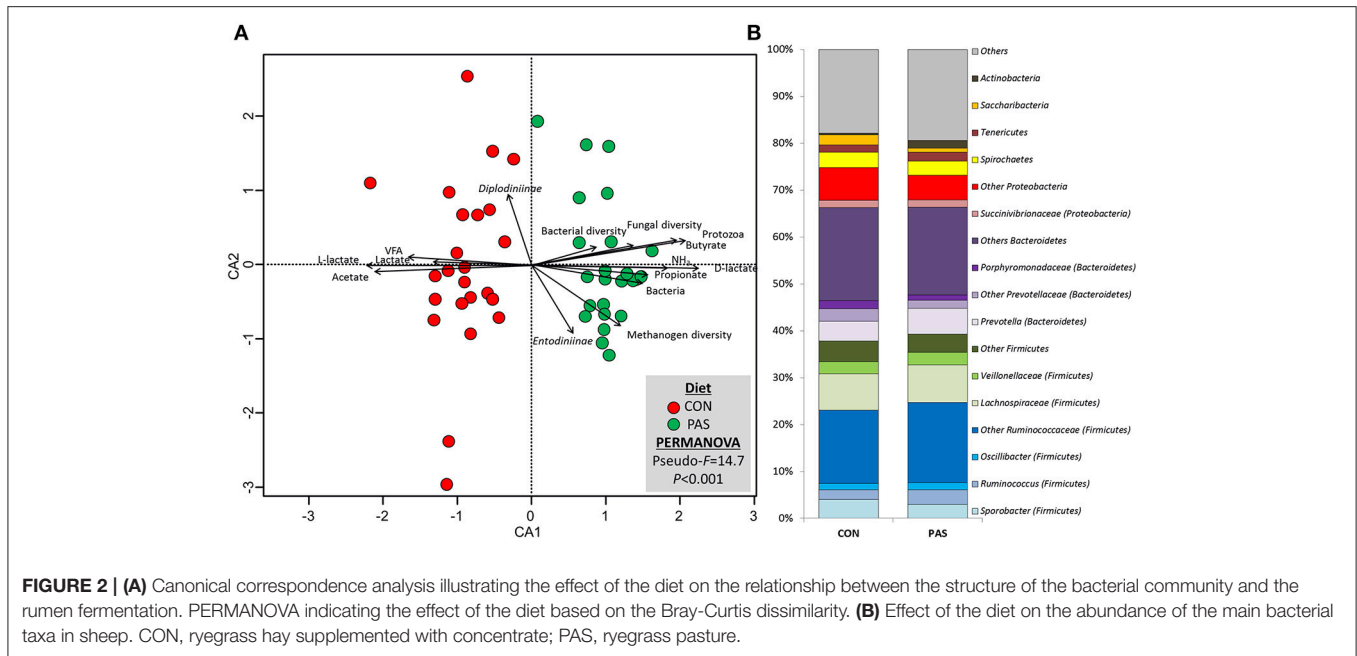 A
B
2
1
0
-1
-2
-3
CA2
-3
-2
-1
0
1
2
3
CA1
Diplodiniinae
Bacterial diversity
Fungal diversity
Protozoa
Butyrate
VFA
L-lactate
Lactate
Acetate
NH₃
D-lactate
Propionate
Bacteria
Methanogen diversity
Entodiniinae
Diet
CON
PAS
PERMANOVA
Pseudo-F=14.7
P<0.001
100%
90%
80%
70%
60%
50%
40%
30%
20%
10%
0%
CON
PAS
Others
Actinobacteria
Saccharibacteria
Tenericutes
Spirochaetes
Other Proteobacteria
Succinivibrionaceae (Proteobacteria)
Others Bacteroidetes
Porphyromonadaceae (Bacteroidetes)
Other Prevotellaceae (Bacteroidetes)
Prevotella (Bacteroidetes)
Other Firmicutes
Veillonellaceae (Firmicutes)
Lachnospiraceae (Firmicutes)
Other Ruminococcaceae (Firmicutes)
Oscillibacter (Firmicutes)
Ruminococcus (Firmicutes)
Sporobacter (Firmicutes)
FIGURE 2 | (A) Canonical correspondence analysis illustrating the effect of the diet on the relationship between the structure of the bacterial community and the
rumen fermentation. PERMANOVA indicating the effect of the diet based on the Bray-Curtis dissimilarity. (B) Effect of the diet on the abundance of the main bacterial
taxa in sheep. CON, ryegrass hay supplemented with concentrate; PAS, ryegrass pasture.